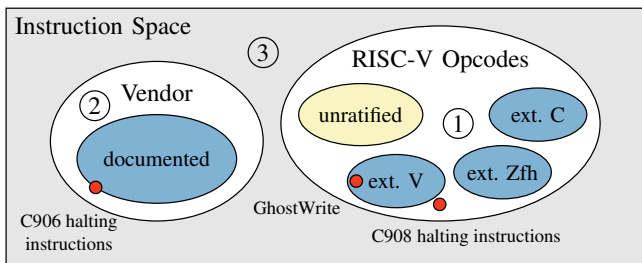 Instruction Space
3
RISC-V Opcodes
Vendor
2
unratified
1
ext. C
documented
ext. V
ext. Zfh
GhostWrite
C906 halting
instructions
C908 halting instructions